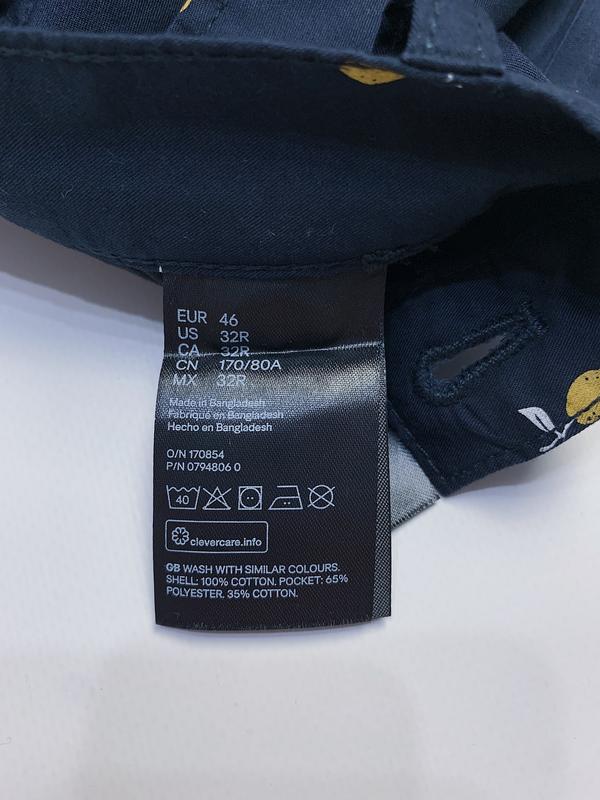 EUR 46
US 32R
CA 32R
CN 170/80A
MX 32R
Made in Bangladesh
Fabriqué en Bangladesh
Hecho en Bangladesh
O/N 170854
P/N 0794806 0
40
clevercare.info
GB WASH WITH SIMILAR COLOURS.
SHELL: 100% COTTON. POCKET: 65%
POLYESTER. 35% COTTON.